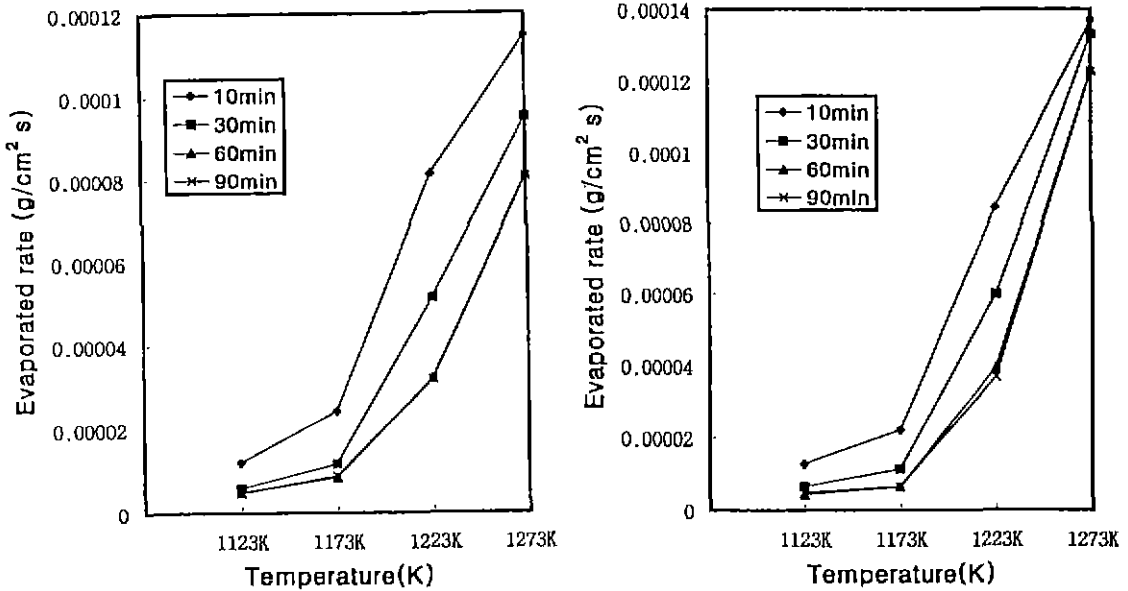 0.00012
0.0001
0.00008
0.00006
0.00004
0.00002
0
Evaporated rate (g/cm² s)
10min
30min
60min
90min
1123K 1173K 1223K 1273K
Temperature(K)
0.00014
0.00012
0.0001
0.00008
0.00006
0.00004
0.00002
0
Evaporated rate (g/cm² s)
10min
30min
60min
90min
1123K 1173K 1223K 1273K
Temperature(K)